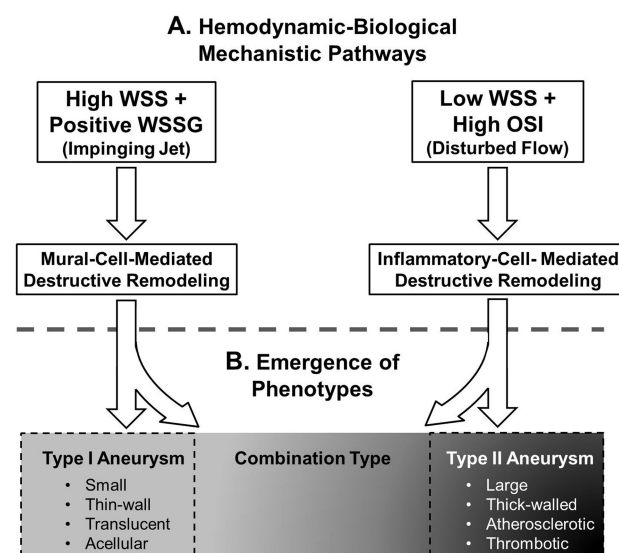 A. Hemodynamic-Biological
Mechanistic Pathways
High WSS +
Positive WSSG
(Impinging Jet)
Low WSS +
High OSI
(Disturbed Flow)
Mural-Cell-Mediated
Destructive Remodeling
Inflammatory-Cell- Mediated
Destructive Remodeling
B. Emergence of
Phenotypes
Type I Aneurysm
• Small
• Thin-wall
• Translucent
• Acellular
Combination Type
Type II Aneurysm
• Large
• Thick-walled
• Atherosclerotic
• Thrombotic